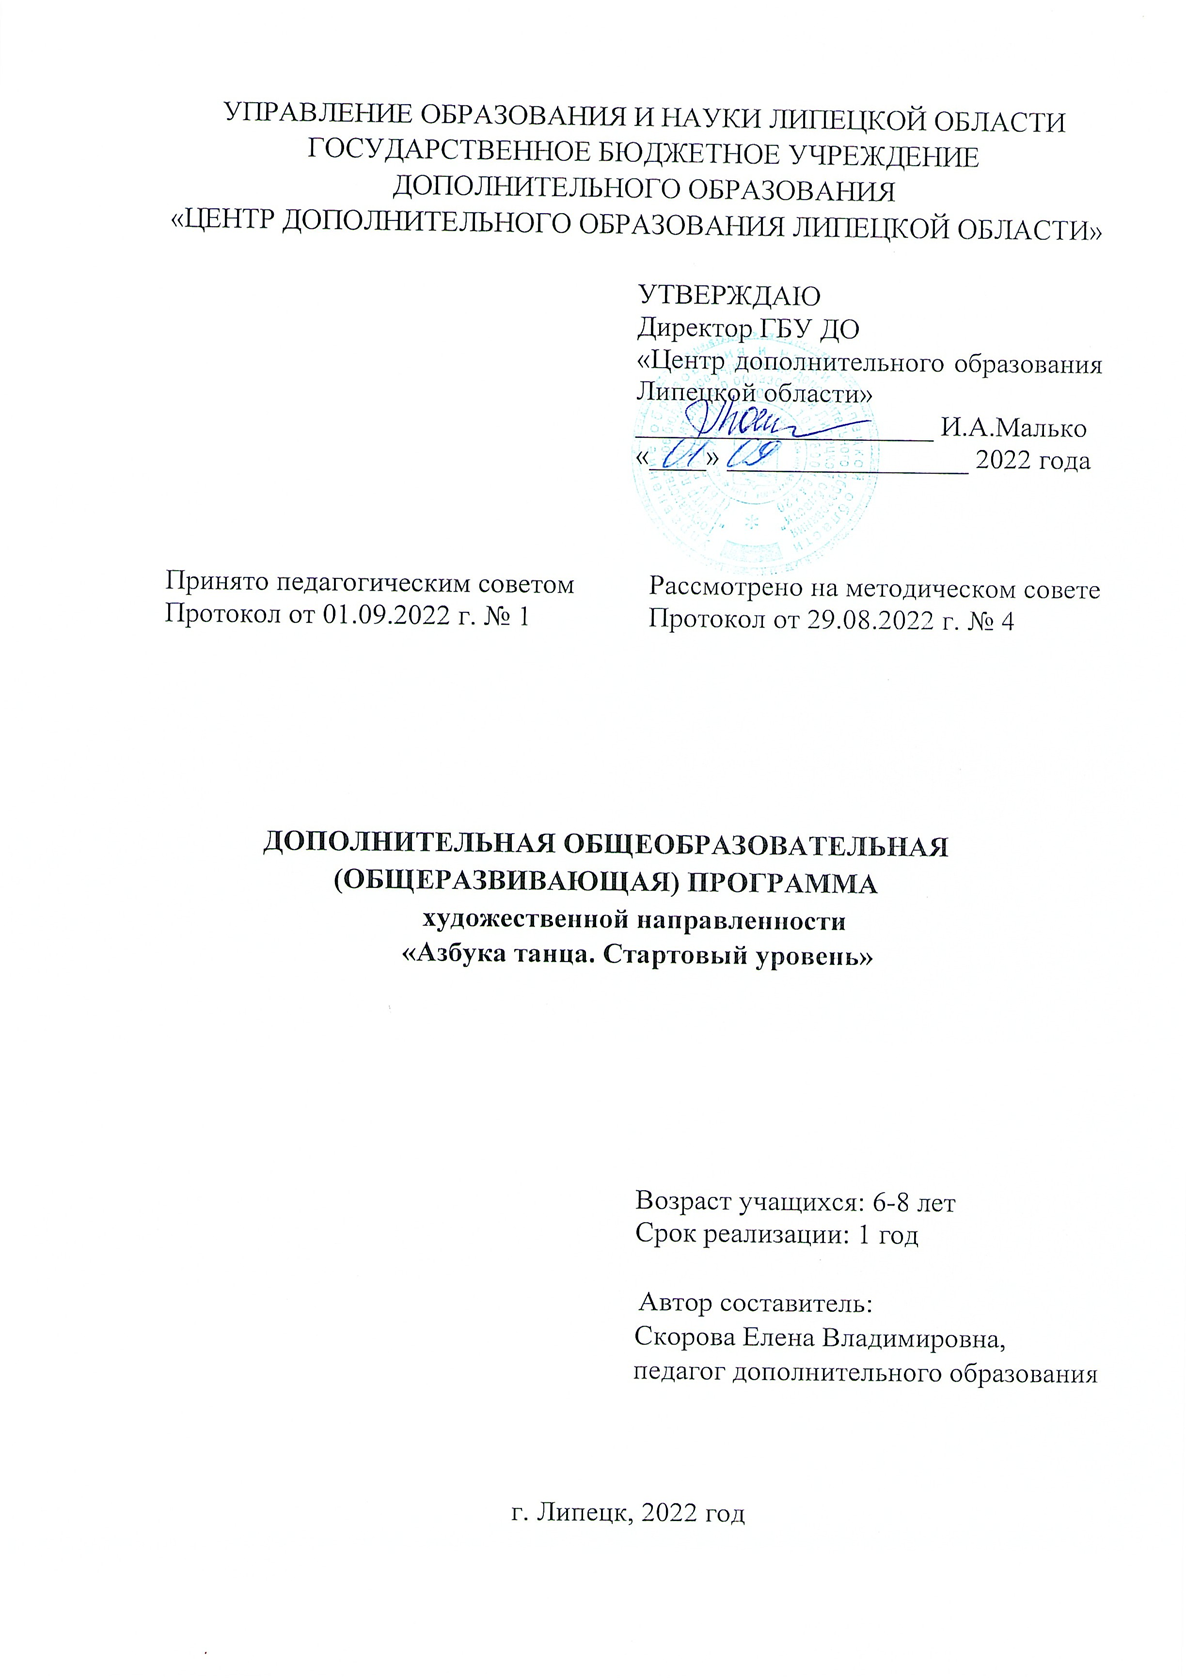 УПРАВЛЕНИЕ ОБРАЗОВАНИЯ И НАУКИ ЛИПЕЦКОЙ ОБЛАСТИ
ГОСУДАРСТВЕННОЕ БЮДЖЕТНОЕ УЧРЕЖДЕНИЕ
ДОПОЛНИТЕЛЬНОГО ОБРАЗОВАНИЯ
«ЦЕНТР ДОПОЛНИТЕЛЬНОГО ОБРАЗОВАНИЯ ЛИПЕЦКОЙ ОБЛАСТИ»
УТВЕРЖДАЮ
Директор ГБУ ДО
«Центр дополнительного образования
Липецкой области»
И.А.Малько
«01» 09 2022 года
Принято педагогическим советом
Протокол от 01.09.2022 г. № 1
Рассмотрено на методическом совете
Протокол от 29.08.2022 г. № 4
ДОПОЛНИТЕЛЬНАЯ ОБЩЕОБРАЗОВАТЕЛЬНАЯ
(ОБЩЕРАЗВИВАЮЩАЯ) ПРОГРАММА
художественной направленности
«Азбука танца. Стартовый уровень»
Возраст учащихся: 6-8 лет
Срок реализации: 1 год
Автор составитель:
Скорова Елена Владимировна,
педагог дополнительного образования
г. Липецк, 2022 год